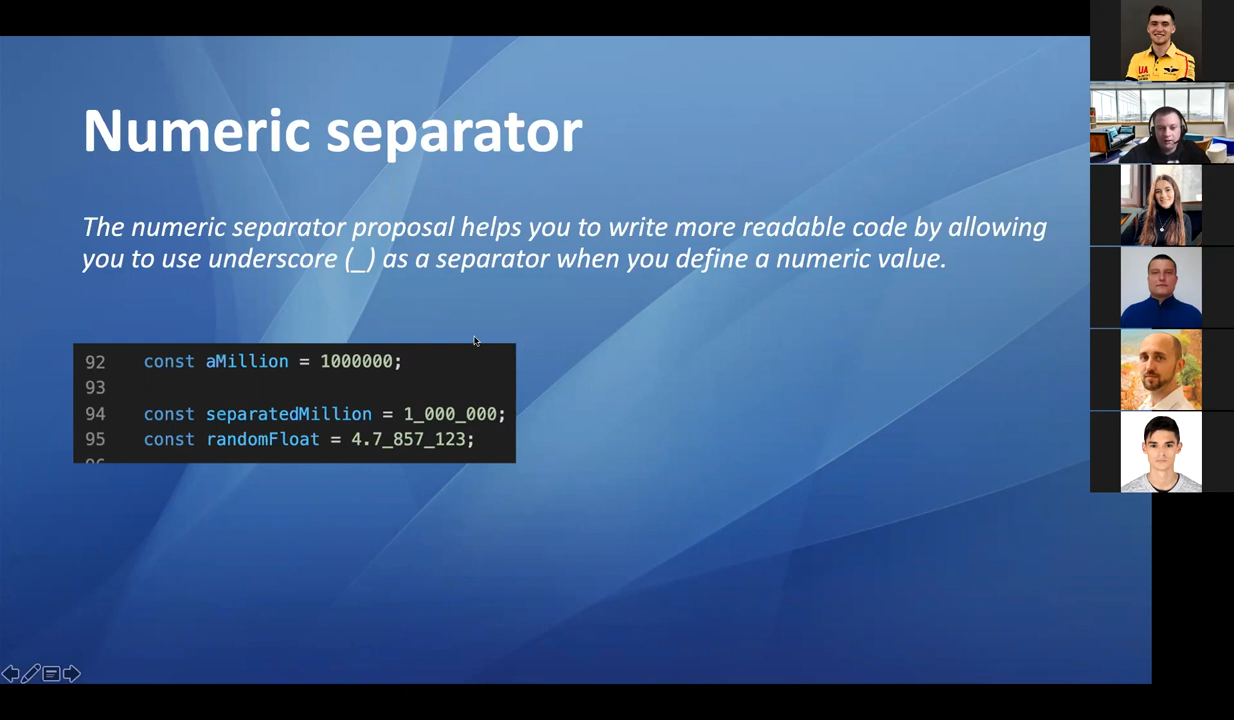 Numeric separator
The numeric separator proposal helps you to write more readable code by allowing
you to use underscore (_) as a separator when you define a numeric value.
92 const aMillion = 1000000;
93
94 const separatedMillion = 1_000_000;
95 const randomFloat = 4.7_857_123;
UA